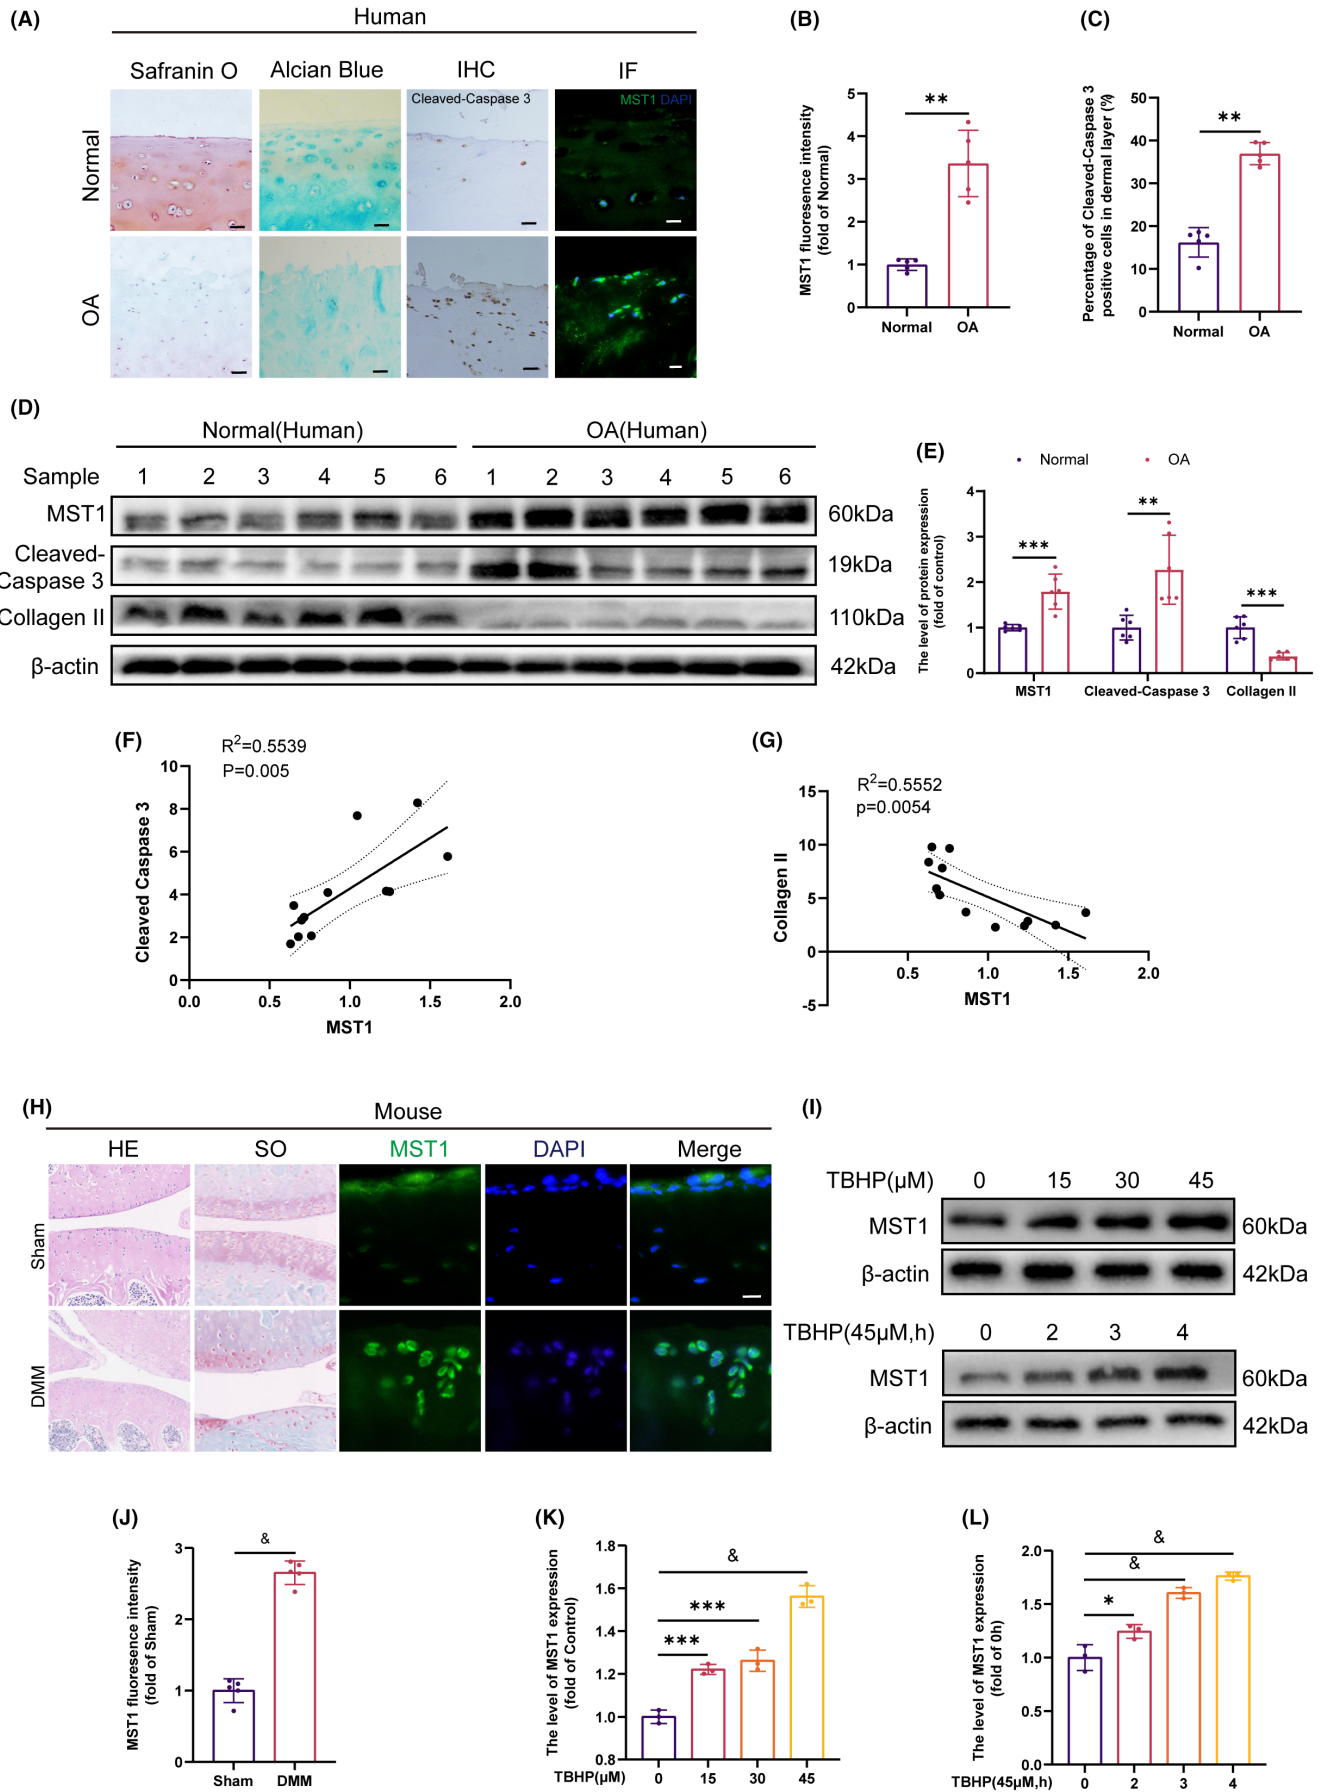 (A)
Human
Safranin O Alcian Blue IHC IF
Cleaved-Caspase 3
MST1 DAPI
Normal
OA
(B)
MST1 fluoresence intensity
(fold of Normal)
5
4
3
2
1
0
**
Normal OA
(C)
Percentage of Cleaved-Caspase 3
positive cells in dermal layer (%)
50
40
30
20
10
0
**
Normal OA
(D)
Normal(Human) OA(Human)
Sample 1 2 3 4 5 6 1 2 3 4 5 6
MST1 60kDa
Cleaved-
Caspase 3 19kDa
Collagen II 110kDa
β-actin 42kDa
(E)
Normal OA
The level of protein expression
(fold of control)
4
3
2
1
0
*** ** ***
MST1 Cleaved-Caspase 3 Collagen II
(F)
R2=0.5539
P=0.005
Cleaved Caspase 3
10
8
6
4
2
0
0.0 0.5 1.0 1.5 2.0
MST1
(G)
R2=0.5552
p=0.0054
Collagen II
15
10
5
0
-5
0.5 1.0 1.5 2.0
MST1
(H)
Mouse
HE SO MST1 DAPI Merge
Sham
DMM
(I)
TBHP(μM) 0 15 30 45
MST1 60kDa
β-actin 42kDa
TBHP(45μM,h) 0 2 3 4
MST1 60kDa
β-actin 42kDa
(J)
MST1 fluoresence intensity
(fold of Sham)
3
2
1
0
&
Sham DMM
(K)
The level of MST1 expression
(fold of Control)
1.8
1.6
1.4
1.2
1.0
0.8
&
***
***
TBHP(μM) 0 15 30 45
(L)
The level of MST1 expression
(fold of 0h)
2.0
1.5
1.0
0.5
0.0
&
&
*
TBHP(45μM,h) 0 2 3 4